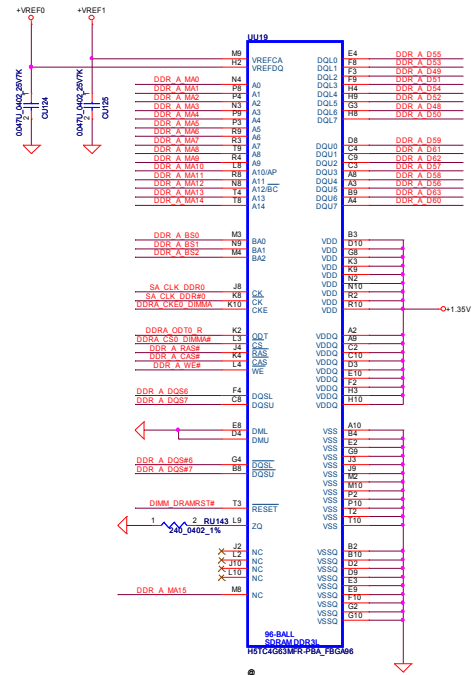 +VREF0 +VREF1
UU19
0.047U_0402_25V7K
CU124
0.047U_0402_25V7K
CU125
1
2
1
2
M9 VREFCA
H2 VREFDQ
DDR_A_MA0 N4 A0
DDR_A_MA1 P8 A1
DDR_A_MA2 P4 A2
DDR_A_MA3 N3 A3
DDR_A_MA4 P9 A4
DDR_A_MA5 P3 A5
DDR_A_MA6 R9 A6
DDR_A_MA7 R3 A7
DDR_A_MA8 T9 A8
DDR_A_MA9 R4 A9
DDR_A_MA10 L8 A10/AP
DDR_A_MA11 R8 A11
DDR_A_MA12 N8 A12/BC
DDR_A_MA13 T4 A13
DDR_A_MA14 T8 A14
DDR_A_BS0 M3 BA0
DDR_A_BS1 N9 BA1
DDR_A_BS2 M4 BA2
SA_CLK_DDR0 J8 CK
SA_CLK_DDR#0 K8 CK
DDRA_CKE0_DIMMA K10 CKE
DDRA_ODT0_R K2 ODT
DDRA_CS0_DIMMA# L3 CS
DDR_A_RAS# J4 RAS
DDR_A_CAS# K4 CAS
DDR_A_WE# L4 WE
DDR_A_DQS6 F4 DQSL
DDR_A_DQS7 C8 DQSU
E8 DML
D4 DMU
DDR_A_DQS#6 G4 DQSL
DDR_A_DQS#7 B8 DQSU
DIMM_DRAMRST# T3 RESET
1 2 RU143 L9 ZQ
240_0402_1%
J2 NC
L2 NC
J10 NC
L10 NC
DDR_A_MA15 M8 NC
DQL0 E4 DDR_A_D55
DQL1 F8 DDR_A_D53
DQL2 F3 DDR_A_D49
DQL3 F9 DDR_A_D51
DQL4 H4 DDR_A_D54
DQL5 H9 DDR_A_D52
DQL6 G3 DDR_A_D48
DQL7 H8 DDR_A_D50
DQU0 D8 DDR_A_D59
DQU1 C4 DDR_A_D61
DQU2 C9 DDR_A_D62
DQU3 C3 DDR_A_D57
DQU4 A8 DDR_A_D58
DQU5 A3 DDR_A_D56
DQU6 B9 DDR_A_D63
DQU7 A4 DDR_A_D60
VDD B3
VDD D10
VDD G8
VDD K3
VDD K9
VDD N2
VDD N10
VDD R2
VDD R10
+1.35V
VDDQ A2
VDDQ A9
VDDQ C2
VDDQ C10
VDDQ D3
VDDQ E10
VDDQ F2
VDDQ H3
VDDQ H10
VSS A10
VSS B4
VSS E2
VSS G9
VSS J3
VSS J9
VSS M2
VSS M10
VSS P2
VSS P10
VSS T2
VSS T10
VSSQ B2
VSSQ B10
VSSQ D2
VSSQ D9
VSSQ E3
VSSQ E9
VSSQ F10
VSSQ G2
VSSQ G10
96-BALL
SDRAM DDR3L
H5TC4G63MFR-PBA_FBGA96
@